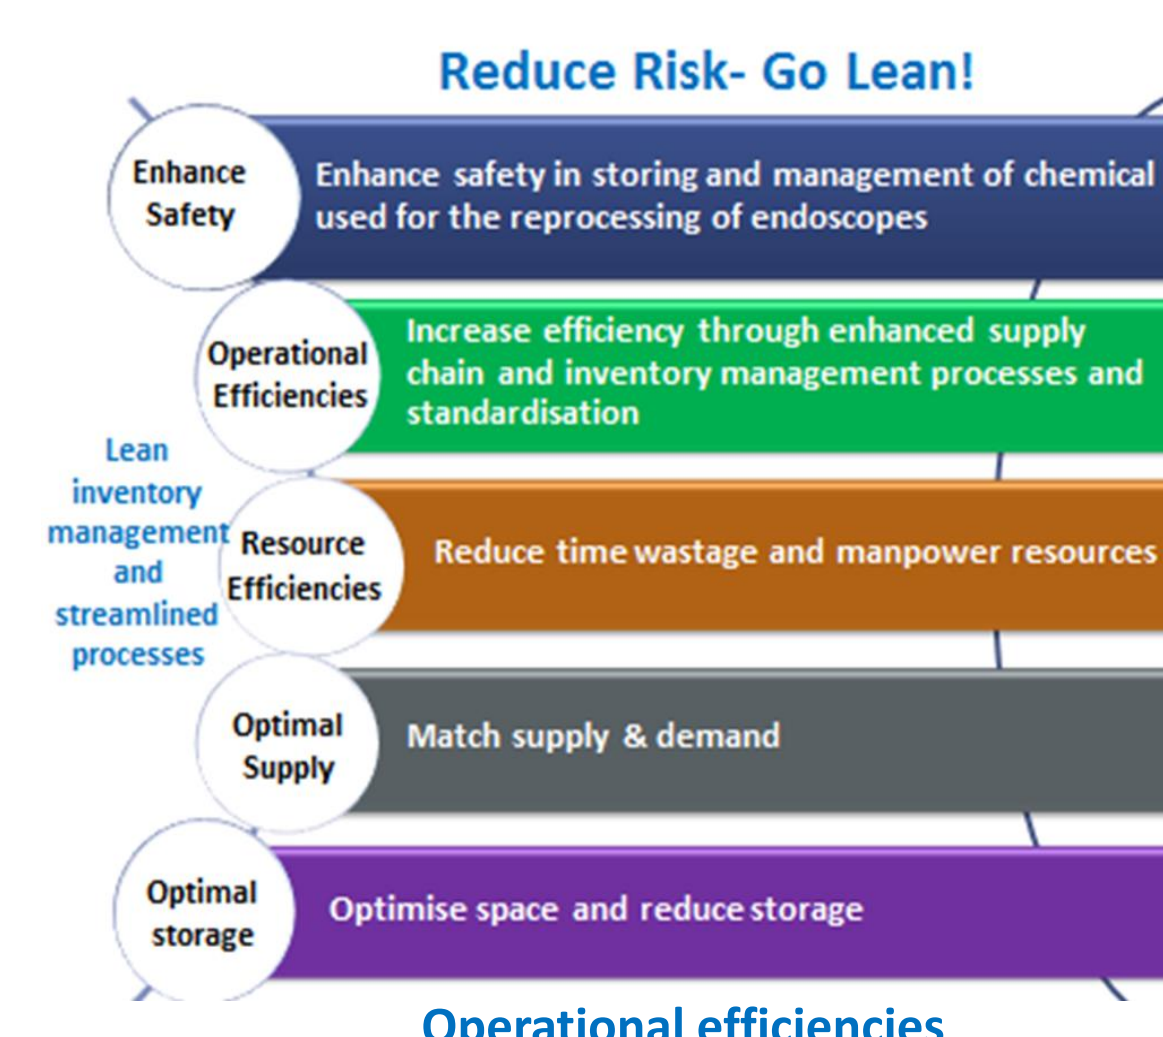 Reduce Risk- Go Lean!
Enhance
Safety
Enhance safety in storing and management of chemical
used for the reprocessing of endoscopes
Operational
Efficiencies
Increase efficiency through enhanced supply
chain and inventory management processes and
standardisation
Lean
inventory
management
and
streamlined
processes
Resource
Efficiencies
Reduce time wastage and manpower resources
Optimal
Supply
Match supply & demand
Optimal
storage
Optimise space and reduce storage
Operational efficiencies